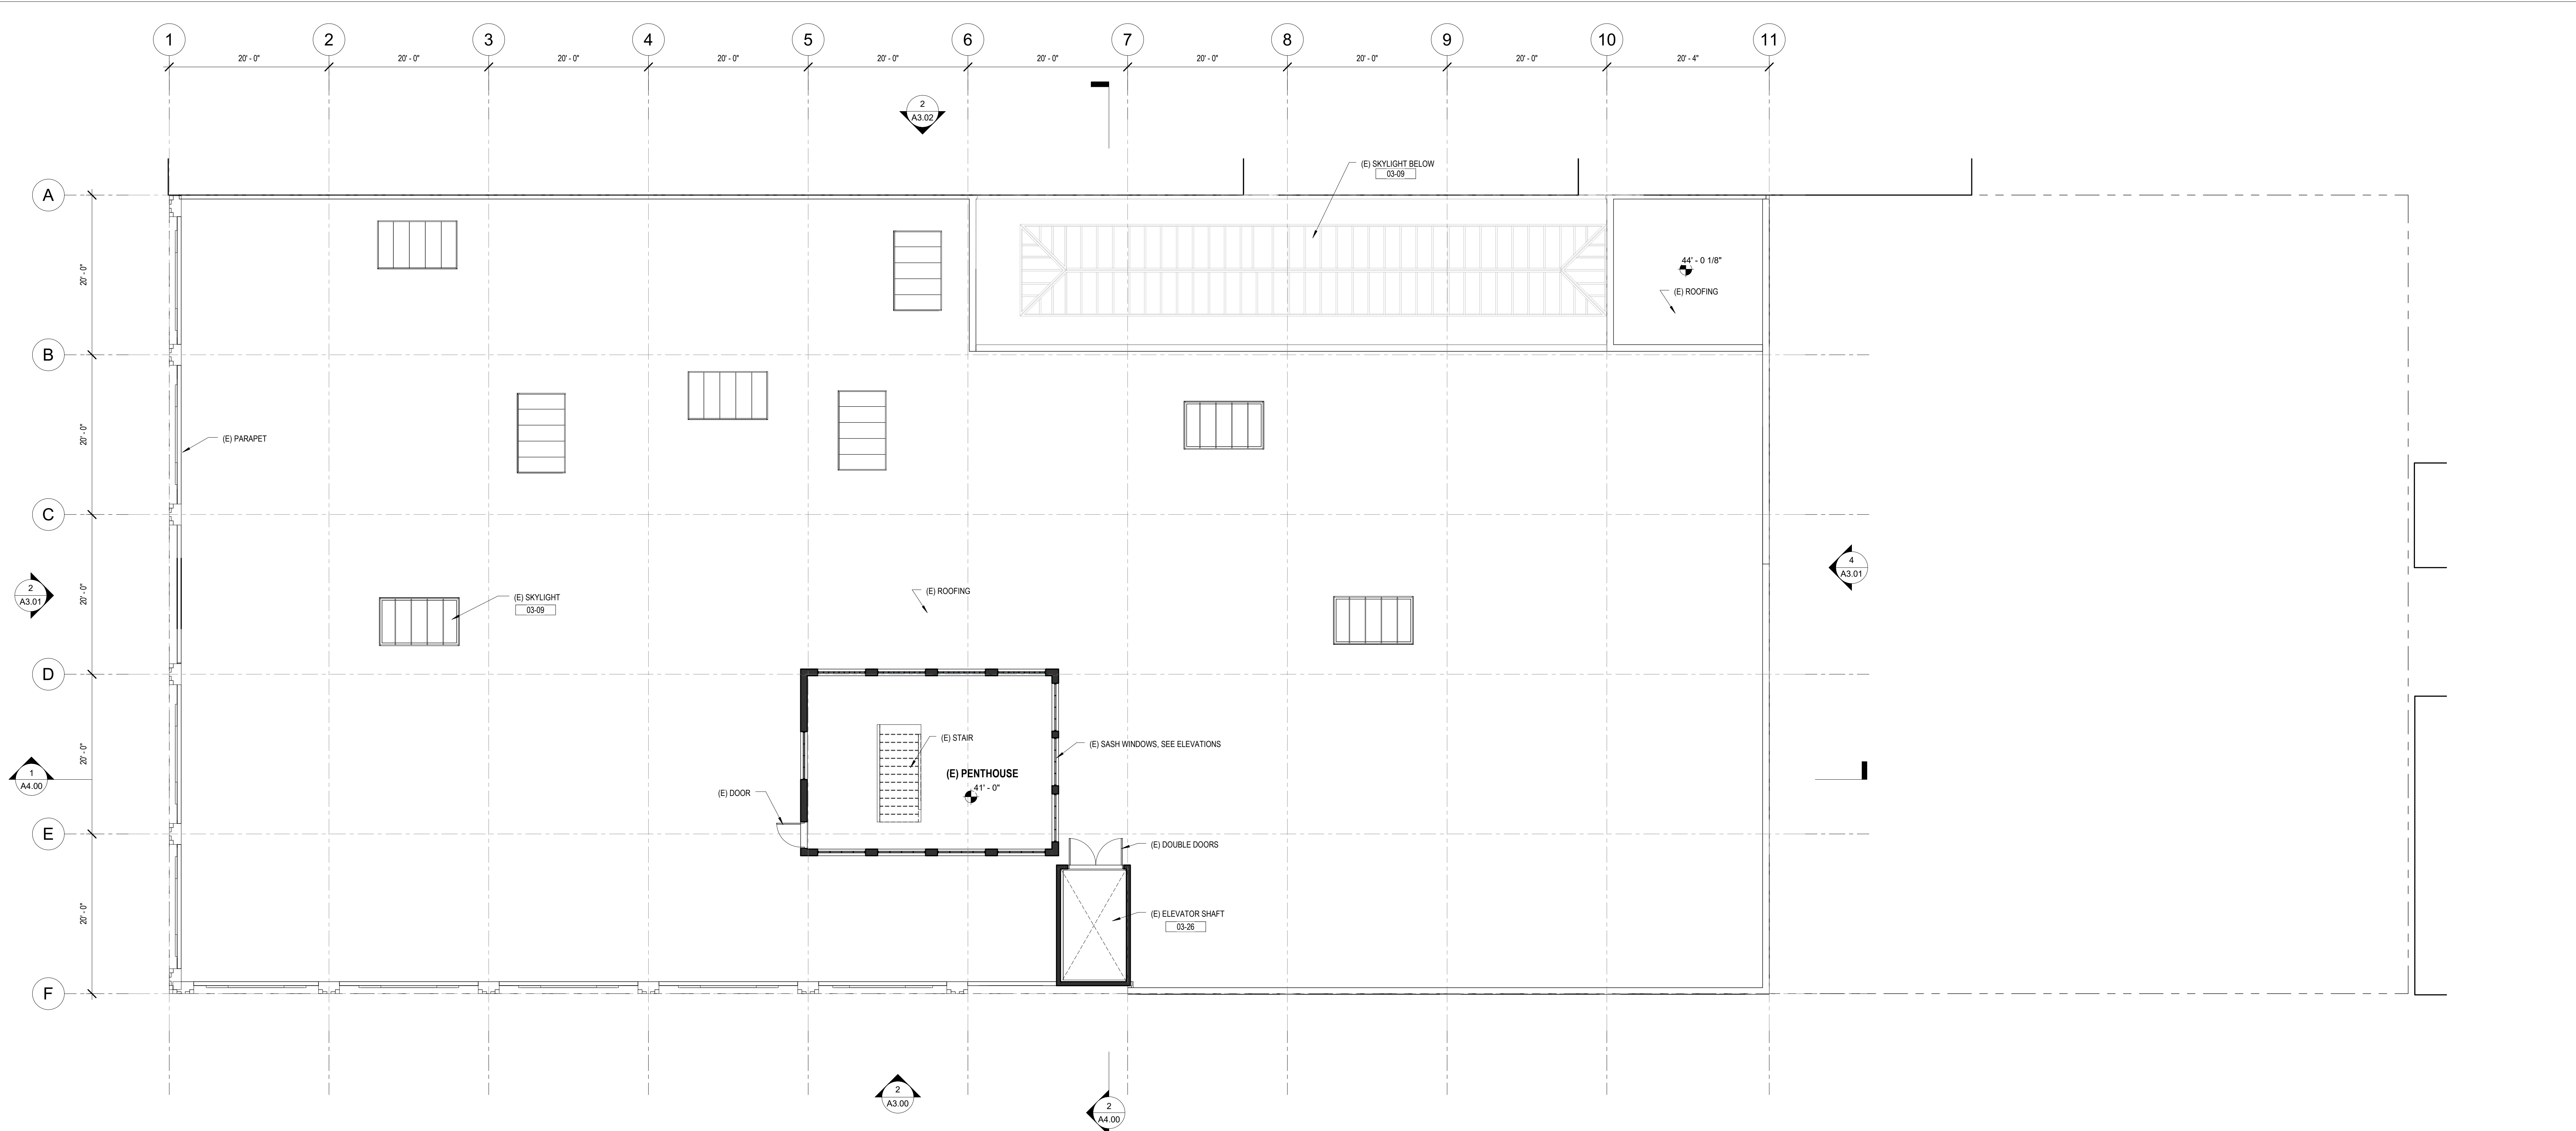 1 2 3 4 5 6 7 8 9 10 11
20' - 0" 20' - 0" 20' - 0" 20' - 0" 20' - 0" 20' - 0" 20' - 0" 20' - 0" 20' - 0" 20' - 4"
2
A3.02
(E) SKYLIGHT BELOW
03-09
A
20' - 0"
44' - 0 1/8"
(E) ROOFING
B
20' - 0"
(E) PARAPET
C
4
A3.01
2
A3.01
20' - 0"
(E) SKYLIGHT
03-09
(E) ROOFING
D
20' - 0"
(E) STAIR
(E) SASH WINDOWS, SEE ELEVATIONS
(E) PENTHOUSE
41' - 0"
1
A4.00
(E) DOOR
E
(E) DOUBLE DOORS
20' - 0"
(E) ELEVATOR SHAFT
03-26
F
2
A3.00
2
A4.00